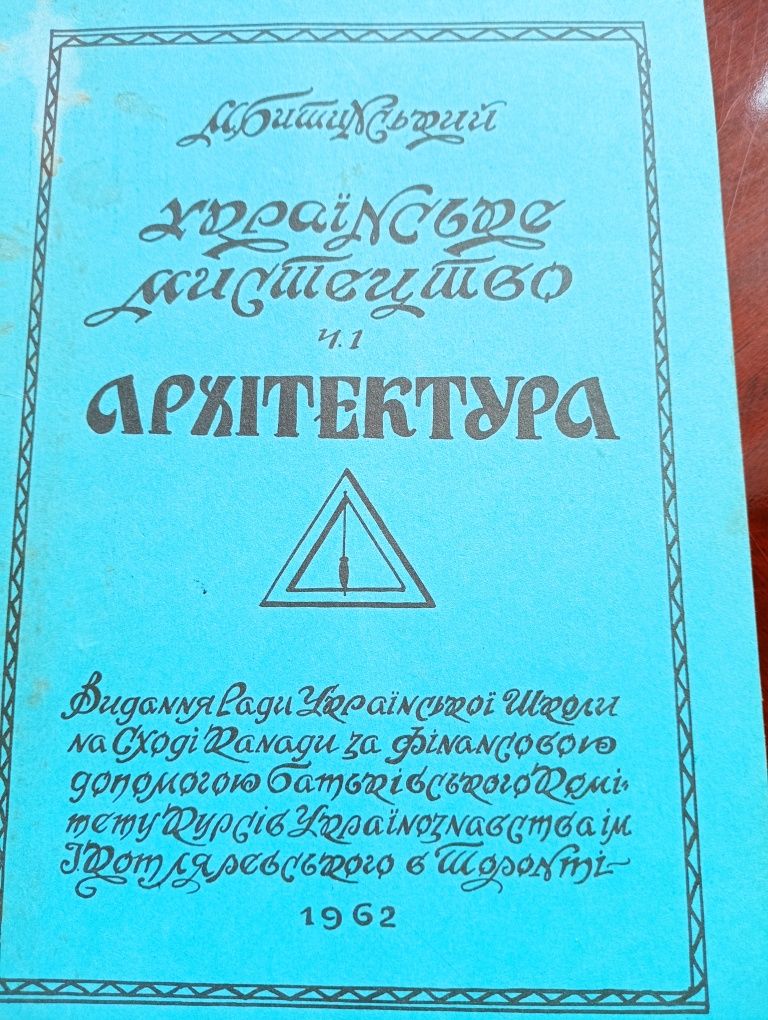 М. Битинський
Українське
мистецтво
ч. 1
АРХІТЕКТУРА
Видання Ради Української Школи
на Сході Канади за фінансовою
допомогою Батьківського Комі-
тету Курсів Українознавства ім.
І. Котляревського в Торонті
1962